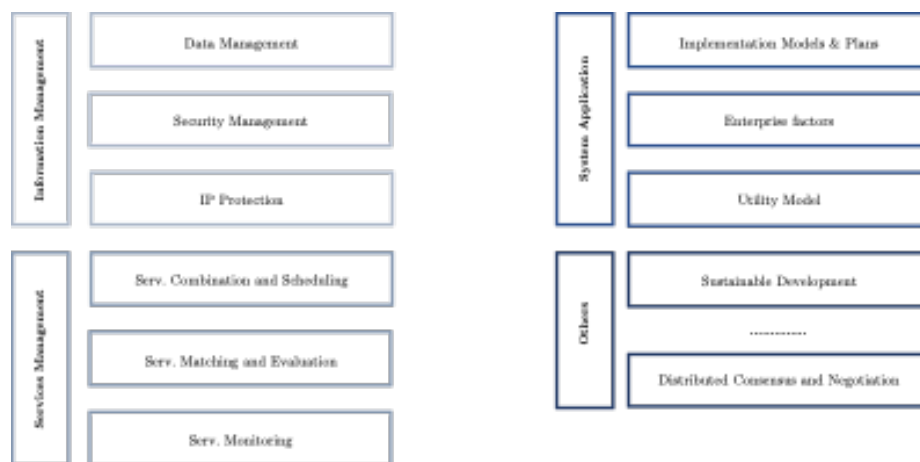 Information Management
Data Management
Security Management
IP Protection
Services Management
Serv. Combination and Scheduling
Serv. Matching and Evaluation
Serv. Monitoring
System Application
Implementation Models & Plans
Enterprise factors
Utility Model
Others
Sustainable Development
...........
Distributed Consensus and Negotiation